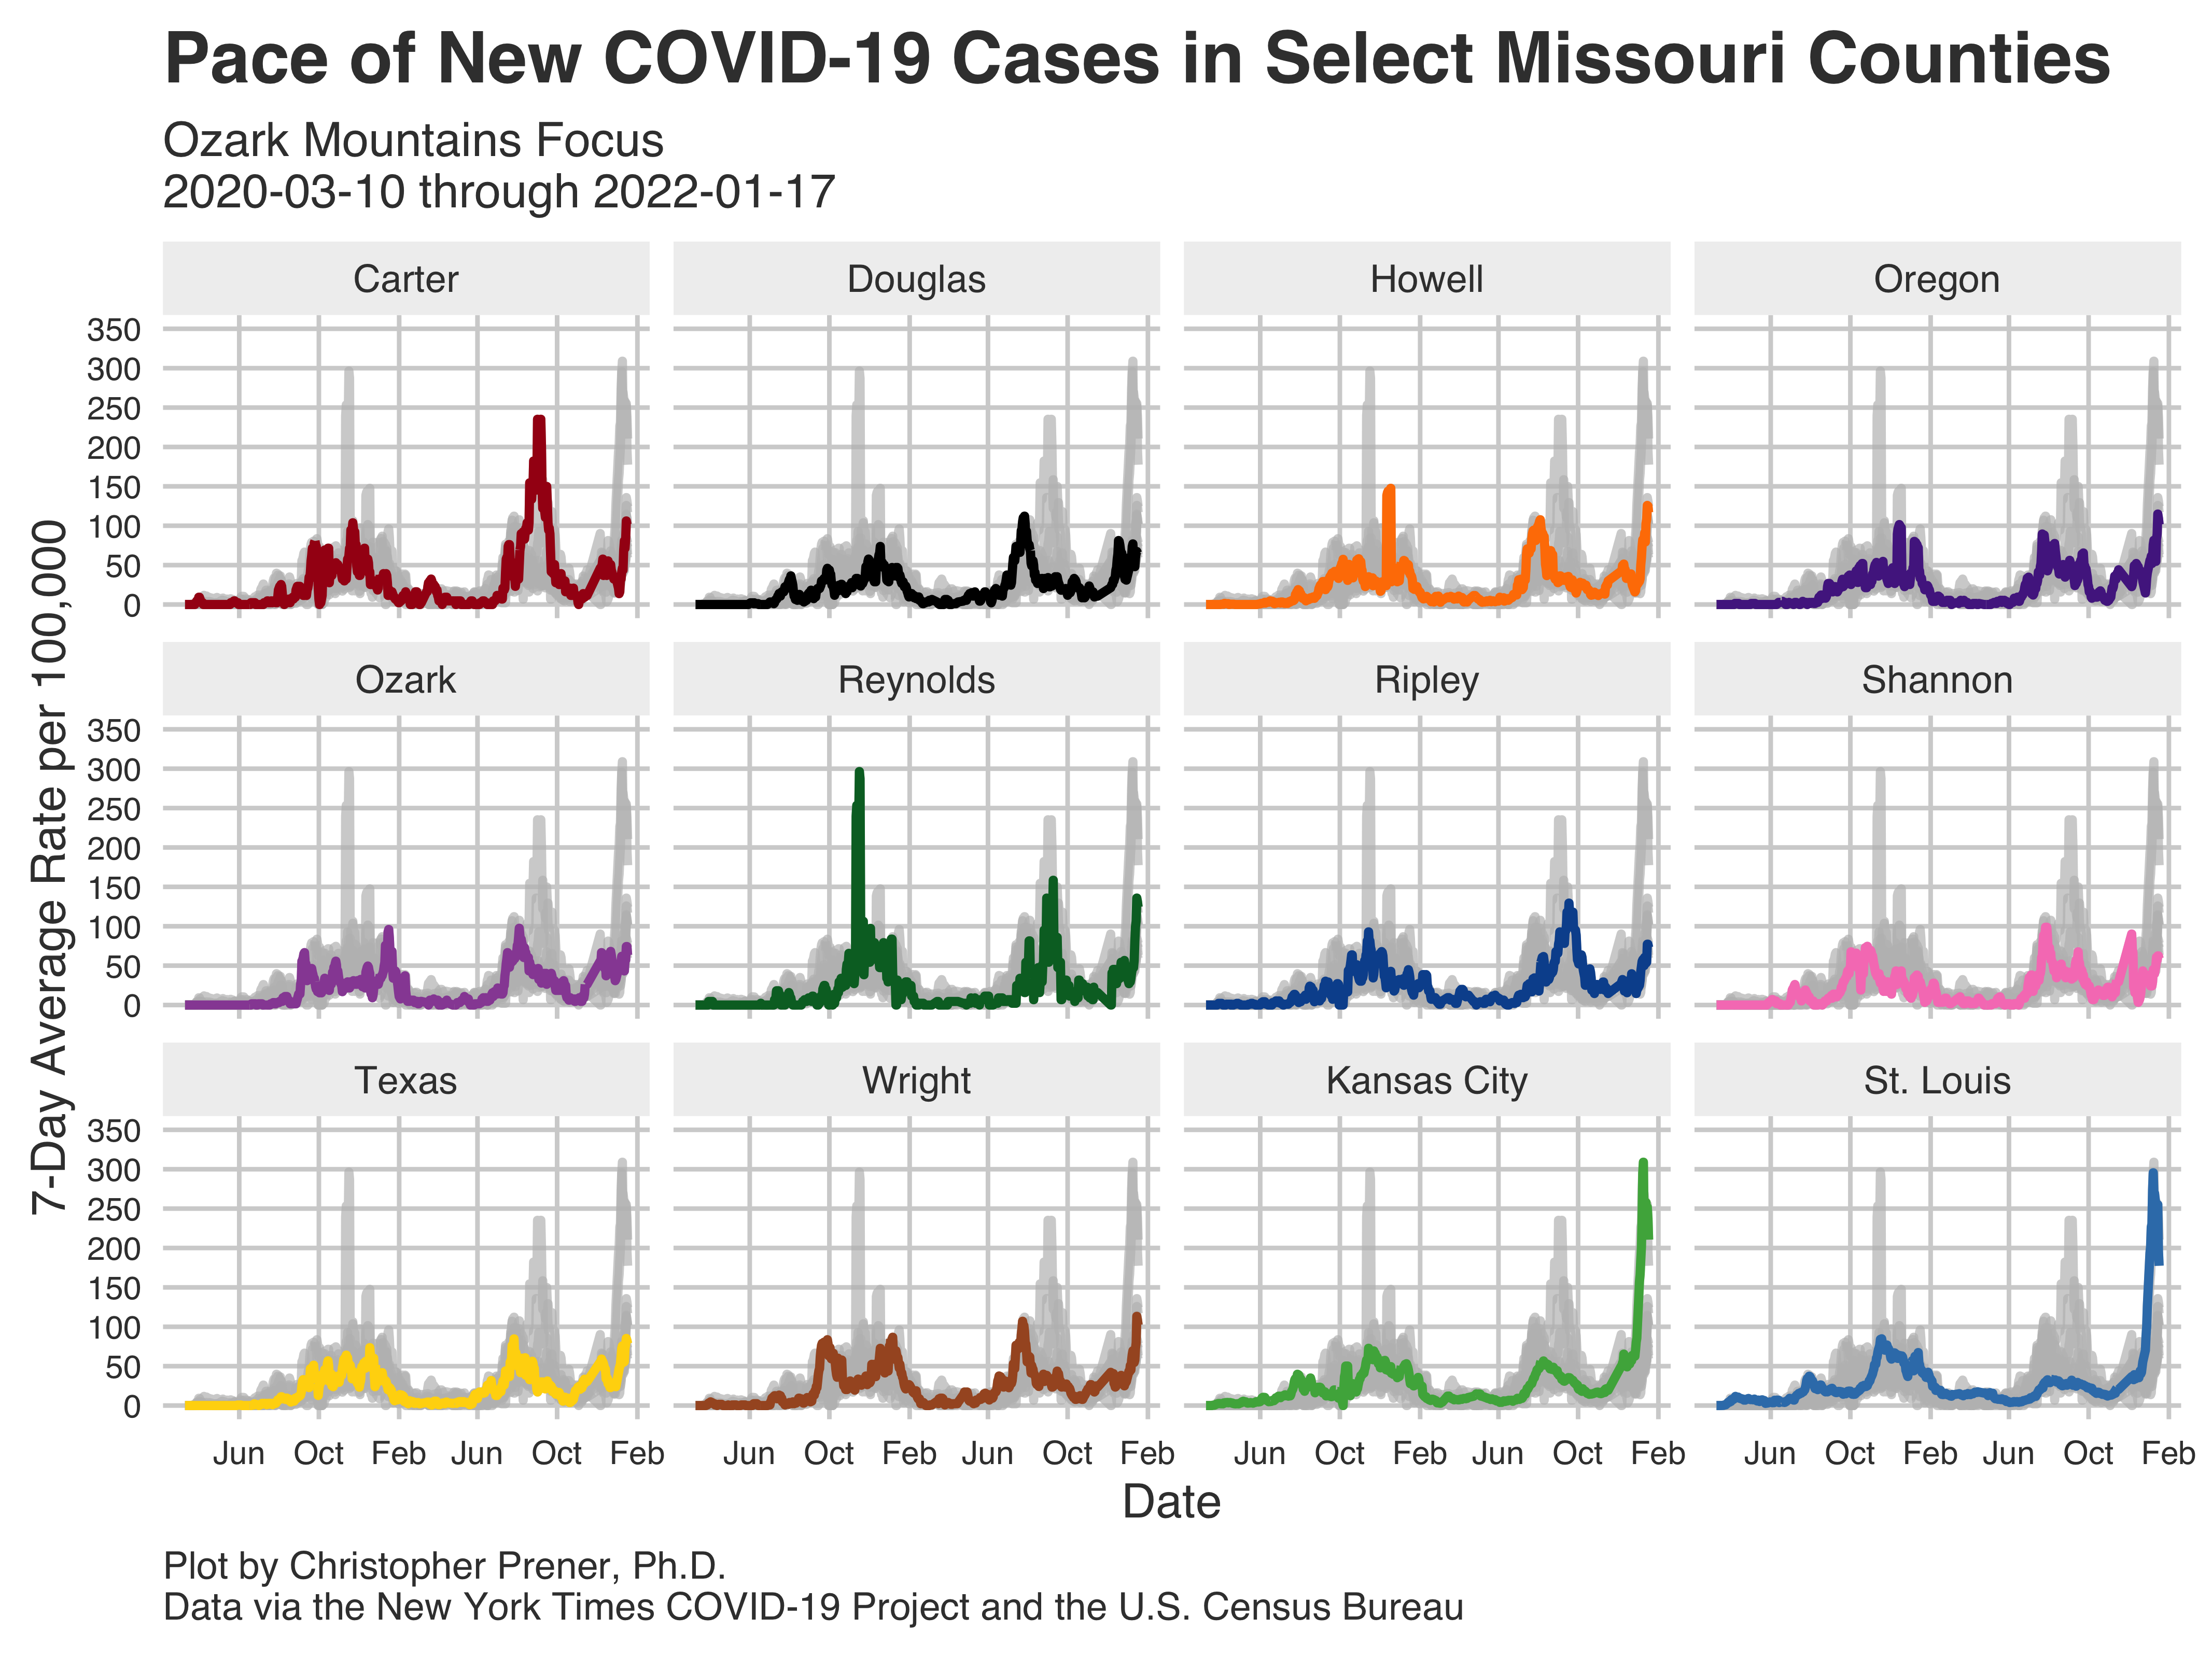 Pace of New COVID-19 Cases in Select Missouri Counties
Ozark Mountains Focus
2020-03-10 through 2022-01-17
7-Day Average Rate per 100,000
Carter
Douglas
Howell
Oregon
350
300
250
200
150
100
50
0
Ozark
Reynolds
Ripley
Shannon
350
300
250
200
150
100
50
0
Texas
Wright
Kansas City
St. Louis
350
300
250
200
150
100
50
0
Jun Oct Feb Jun Oct Feb
Jun Oct Feb Jun Oct Feb
Jun Oct Feb Jun Oct Feb
Jun Oct Feb Jun Oct Feb
Date
Plot by Christopher Prener, Ph.D.
Data via the New York Times COVID-19 Project and the U.S. Census Bureau